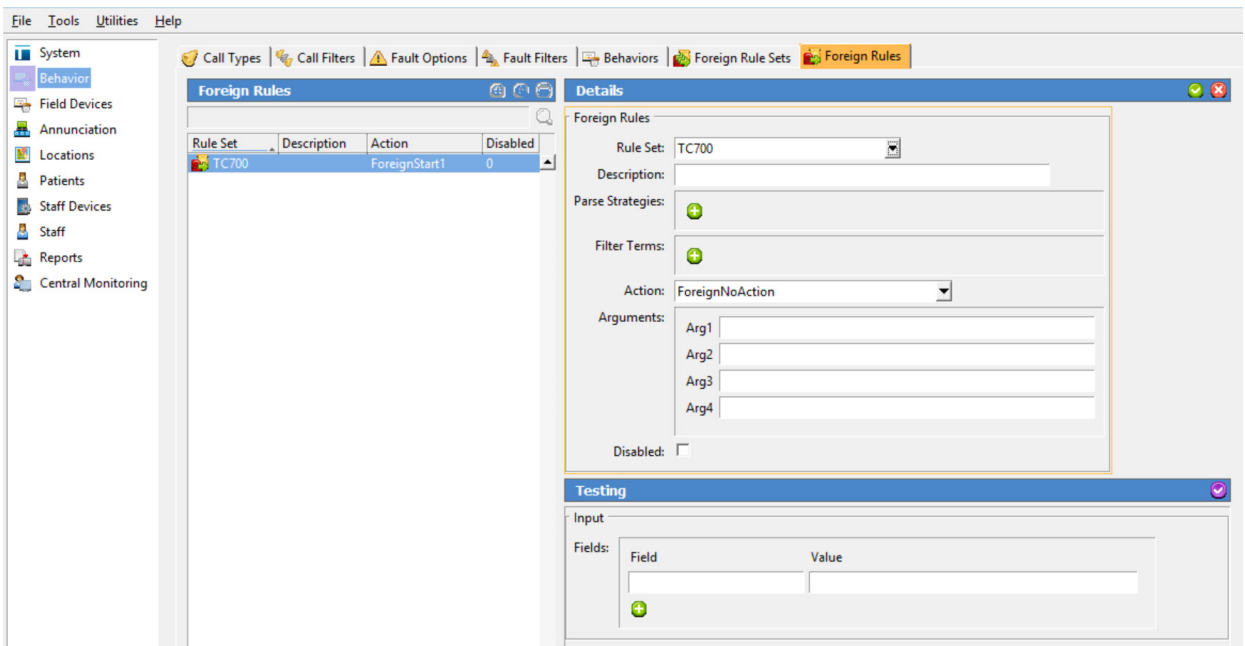 File Tools Utilities Help
System
Behavior
Field Devices
Annunciation
Locations
Patients
Staff Devices
Staff
Reports
Central Monitoring
Call Types Call Filters Fault Options Fault Filters Behaviors Foreign Rule Sets Foreign Rules
Foreign Rules
Rule Set Description Action Disabled
TC700 ForeignStart1 0
Details
Foreign Rules
Rule Set: TC700
Description:
Parse Strategies:
Filter Terms:
Action: ForeignNoAction
Arguments:
Arg1
Arg2
Arg3
Arg4
Disabled:
Testing
Input
Fields:
Field Value